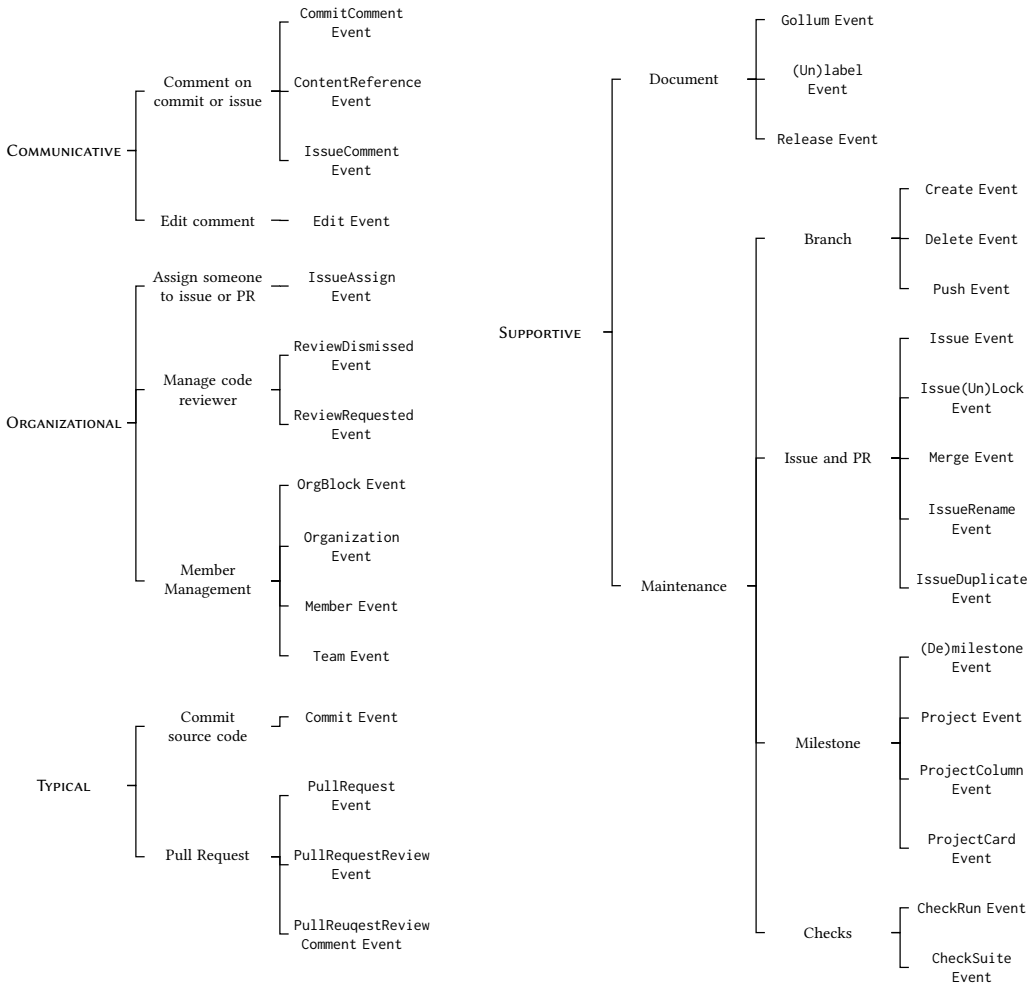 COMMUNICATIVE
Comment on
commit or issue
CommitComment
Event
ContentReference
Event
IssueComment
Event
Edit comment
Edit Event
ORGANIZATIONAL
Assign someone
to issue or PR
IssueAssign
Event
Manage code
reviewer
ReviewDismissed
Event
ReviewRequested
Event
Member
Management
OrgBlock Event
Organization
Event
Member Event
Team Event
TYPICAL
Commit
source code
Commit Event
Pull Request
PullRequest
Event
PullRequestReview
Event
PullReuqestReview
Comment Event
SUPPORTIVE
Document
Gollum Event
(Un)label
Event
Release Event
Maintenance
Branch
Create Event
Delete Event
Push Event
Issue and PR
Issue Event
Issue(Un)Lock
Event
Merge Event
IssueRename
Event
IssueDuplicate
Event
Milestone
(De)milestone
Event
Project Event
ProjectColumn
Event
ProjectCard
Event
Checks
CheckRun Event
CheckSuite
Event